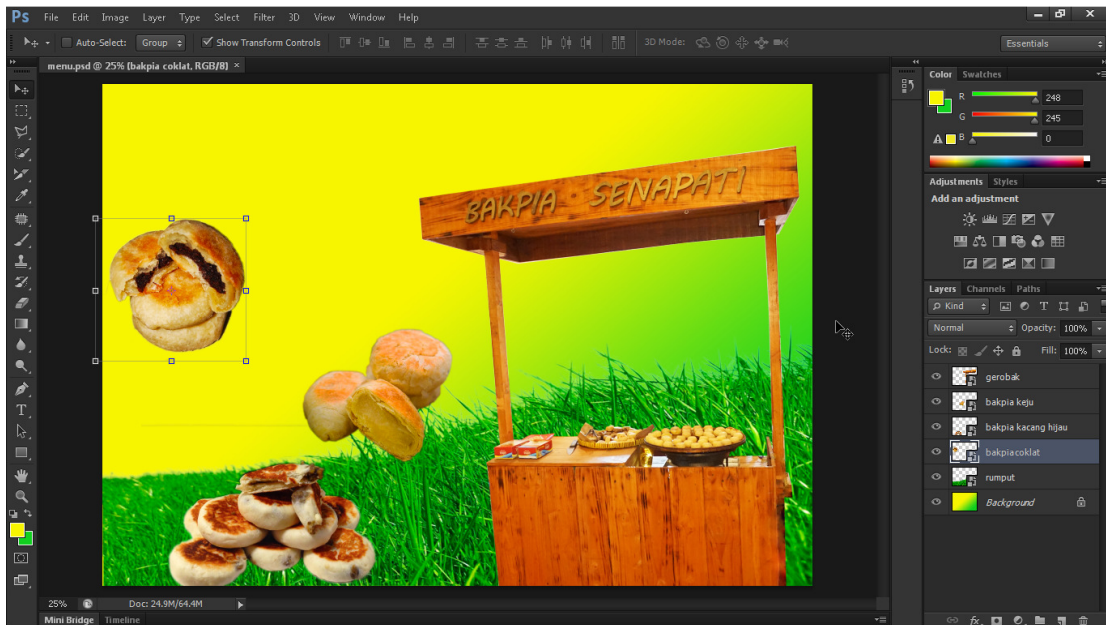 Ps File Edit Image Layer Type Select Filter 3D View Window Help
Auto-Select: Group Show Transform Controls 3D Mode: Essentials
menu.psd @ 25% (bakpia coklat, RGB/8) ×
Color Swatches
R 248
G 245
B 0
Adjustments Styles
Add an adjustment
BAKPIA SENAPATI
Layers Channels Paths
Kind
Normal Opacity: 100%
Lock: Fill: 100%
gerobak
bakpia keju
bakpia kacang hijau
bakpiacoklat
rumput
Background
25% Doc: 24.9M/64.4M
Mini Bridge Timeline